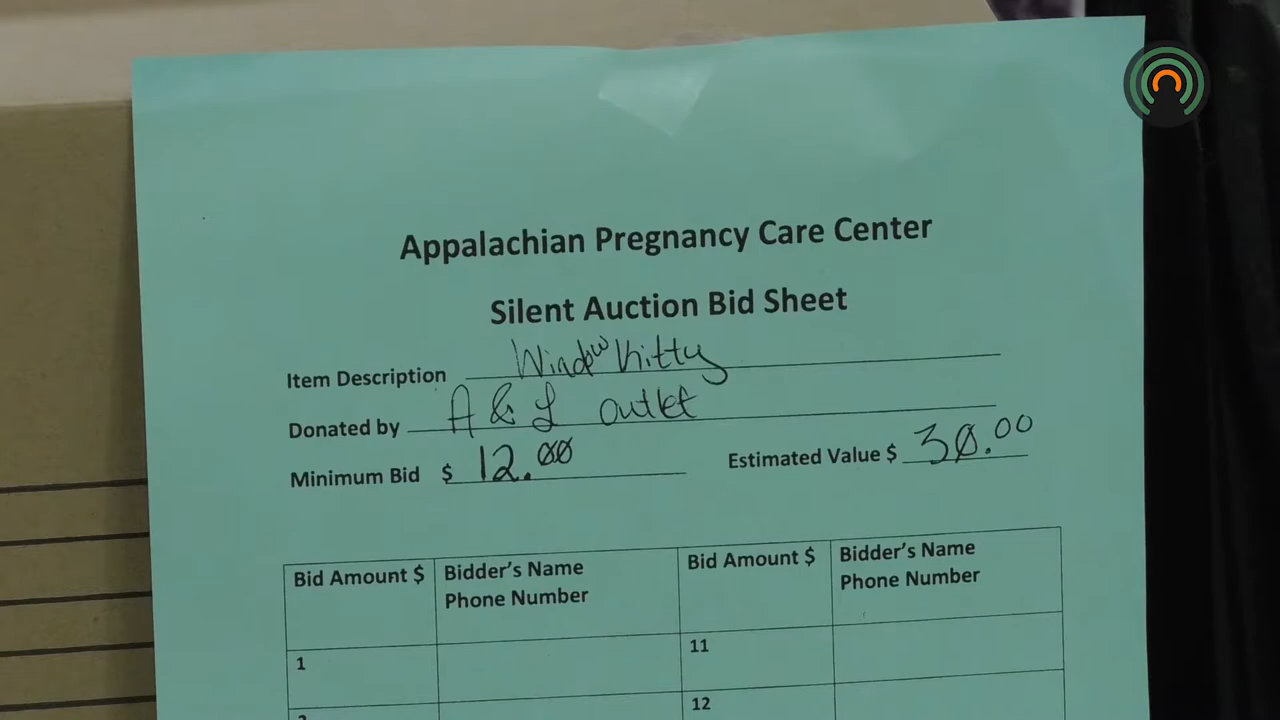 Appalachian Pregnancy Care Center
Silent Auction Bid Sheet
Item Description Window Kitty
Donated by A & L outlet
Minimum Bid $ 12.00 Estimated Value $ 30.00
Bid Amount $ Bidder's Name Phone Number Bid Amount $ Bidder's Name Phone Number
1 11
12